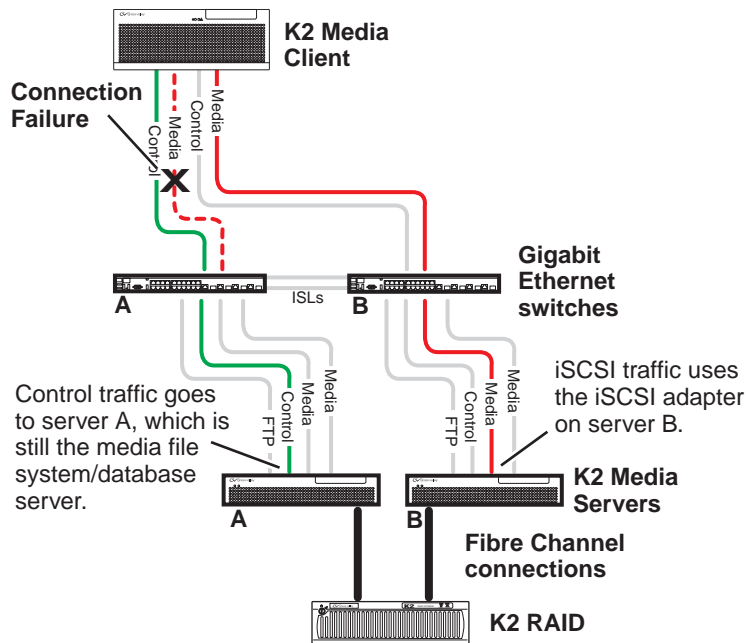 K2 Media
Client
Connection
Failure
Control
Media
Control
Media
Gigabit
Ethernet
switches
A
ISLs
B
Control traffic goes
to server A, which is
still the media file
system/database
server.
FTP
Control
Media
Media
FTP
Control
Media
Media
iSCSI traffic uses
the iSCSI adapter
on server B.
A
B
K2 Media
Servers
Fibre Channel
connections
K2
K2 RAID